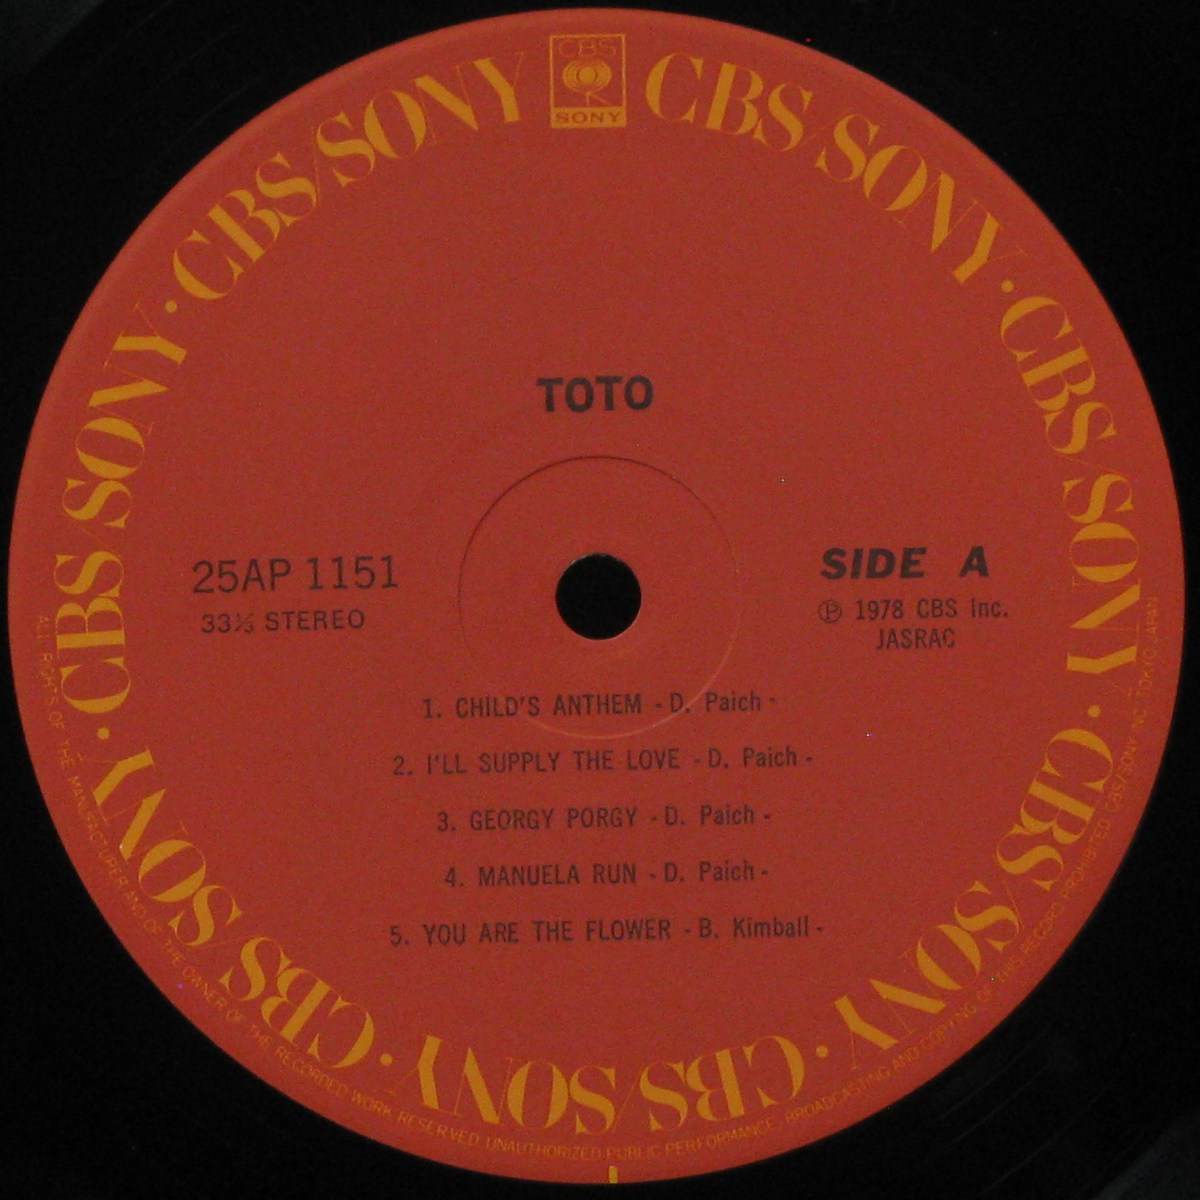 CBS
SONY
CBS/SONY · CBS/SONY · CBS/SONY · CBS/SONY · CBS/SONY · CBS/SONY · CBS/SONY
TOTO
25AP 1151
33⅓ STEREO
SIDE A
Ⓟ 1978 CBS Inc.
JASRAC
1. CHILD'S ANTHEM - D. Paich -
2. I'LL SUPPLY THE LOVE - D. Paich -
3. GEORGY PORGY - D. Paich -
4. MANUELA RUN - D. Paich -
5. YOU ARE THE FLOWER - B. Kimball -
ALL RIGHTS OF THE MANUFACTURER AND OF THE OWNER OF THE RECORDED WORK RESERVED. UNAUTHORIZED PUBLIC PERFORMANCE, BROADCASTING AND COPYING OF THIS RECORD PROHIBITED. CBS/SONY INC. TOKYO JAPAN